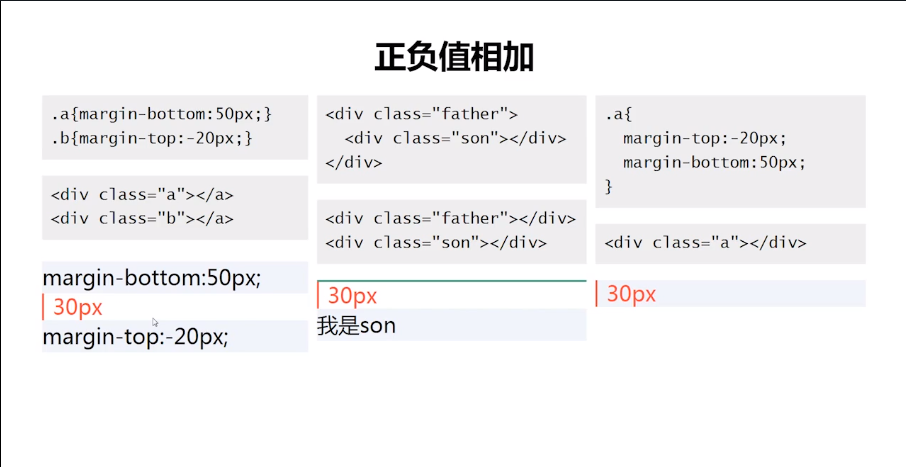 正负值相加
.a{margin-bottom:50px;}
.b{margin-top:-20px;}
<div class="a"></a>
<div class="b"></a>
margin-bottom:50px;
30px
margin-top:-20px;
<div class="father">
<div class="son"></div>
</div>
<div class="father"></div>
<div class="son"></div>
30px
我是son
.a{
margin-top:-20px;
margin-bottom:50px;
}
<div class="a"></div>
30px